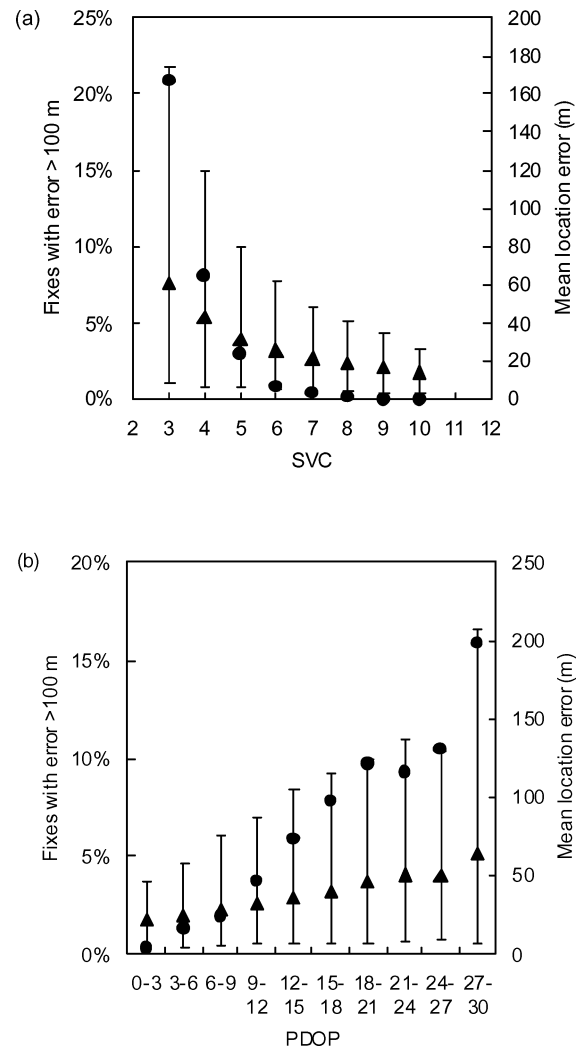 (a)
25%
20%
15%
10%
5%
0%
Fixes with error >100 m
200
180
160
140
120
100
80
60
40
20
0
Mean location error (m)
2 3 4 5 6 7 8 9 10 11 12
SVC
(b)
20%
15%
10%
5%
0%
Fixes with error >100 m
250
200
150
100
50
0
Mean location error (m)
0-3 3-6 6-9 9- 12- 15- 18- 21- 24- 27-
12 15 18 21 24 27 30
PDOP